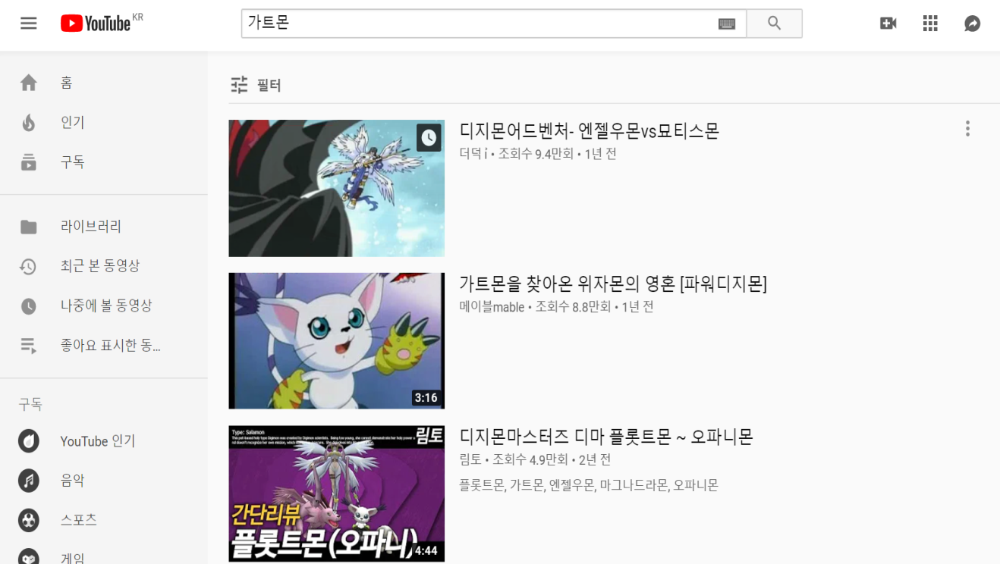 YouTube KR
가트몬
홈
인기
구독
라이브러리
최근 본 동영상
나중에 볼 동영상
좋아요 표시한 동...
구독
YouTube 인기
음악
스포츠
게임
필터
디지몬어드벤처- 엔젤우몬vs묘티스몬
더덕i • 조회수 9.4만회 • 1년 전
3:16
가트몬을 찾아온 위자몬의 영혼 [파워디지몬]
메이블mable • 조회수 8.8만회 • 1년 전
Type: Salamon
림토
간단리뷰
플롯트몬(오파니)
4:44
디지몬마스터즈 디마 플롯트몬 ~ 오파니몬
림토 • 조회수 4.9만회 • 2년 전
플롯트몬, 가트몬, 엔젤우몬, 마그나드라몬, 오파니몬